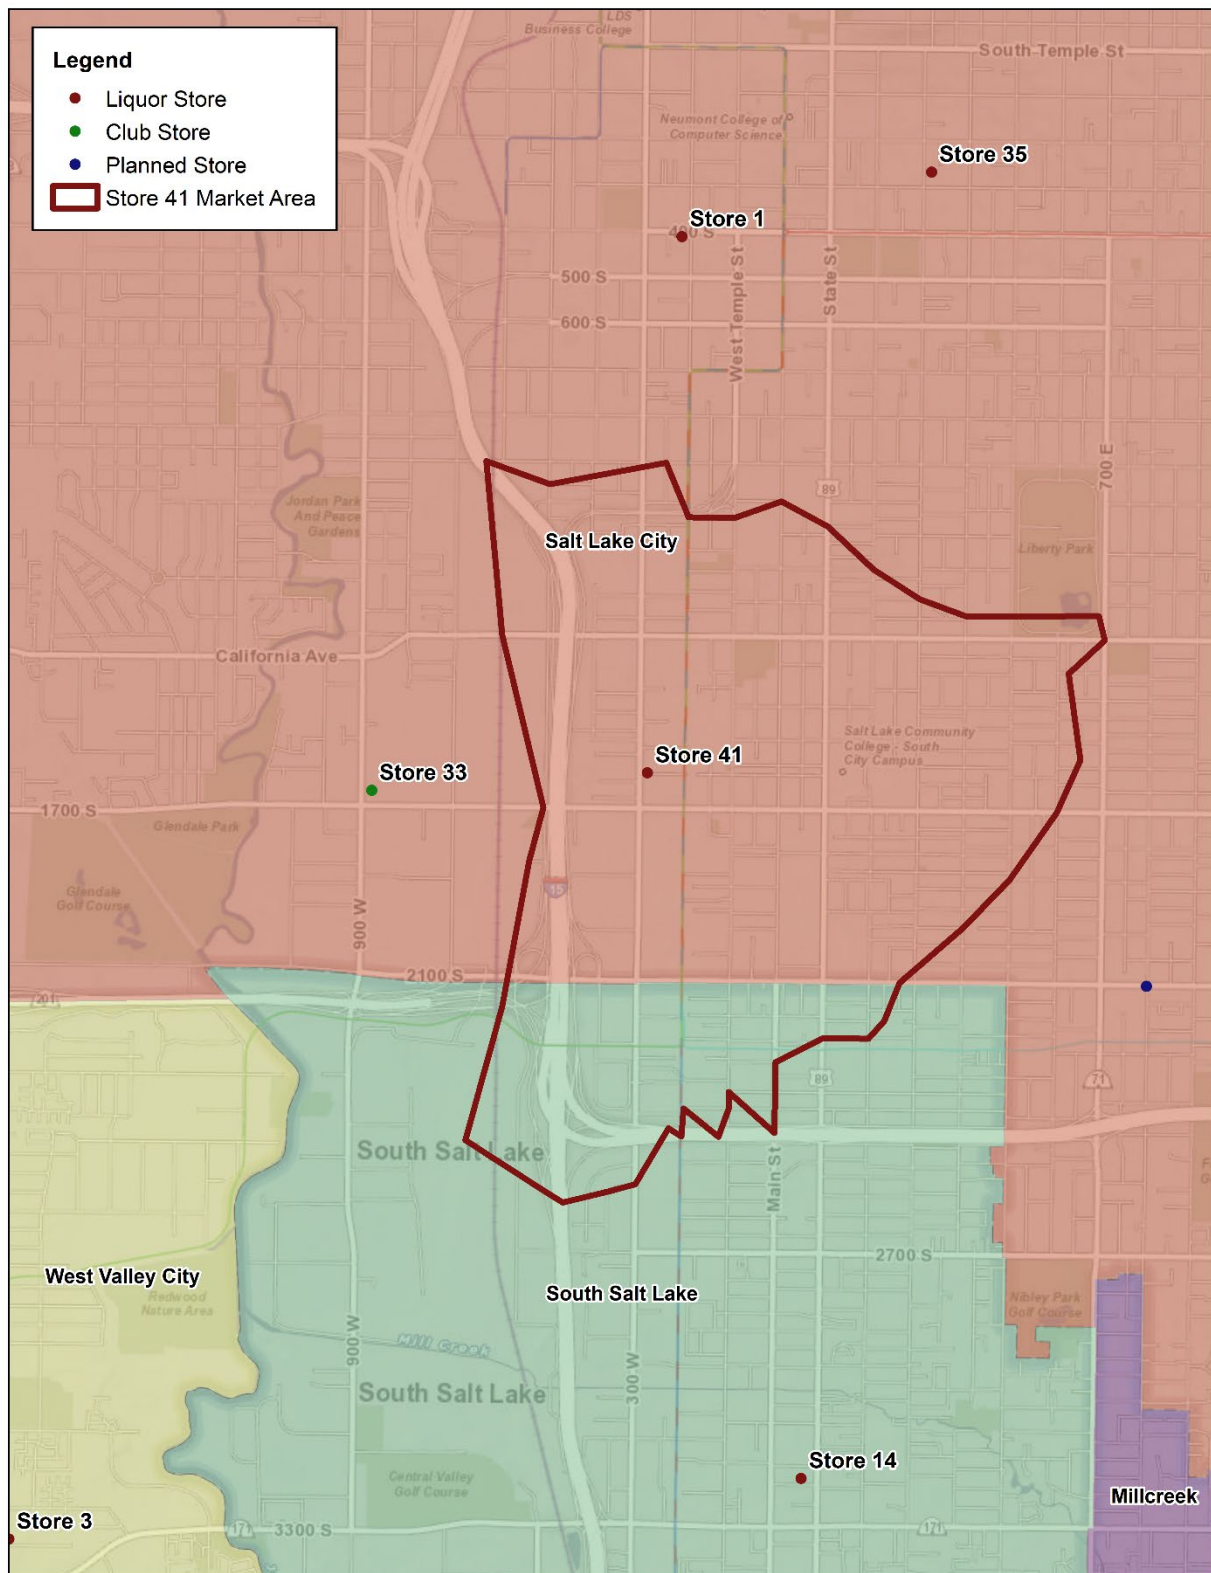 LDS
Business College
South Temple St
Legend
Liquor Store
Club Store
Planned Store
Store 41 Market Area
Neumont College of
Computer Science
Store 35
Store 1
400 S
500 S
600 S
West Temple St
State St
700 E
89
Jordan Park
And Peace
Gardens
Salt Lake City
Liberty Park
California Ave
Salt Lake Community
College - South
City Campus
Store 41
Store 33
1700 S
Glendale Park
Glendale
Golf Course
15
900 W
2100 S
201
89
71
South Salt Lake
Main St
2700 S
West Valley City
Redwood
Nature Area
South Salt Lake
Nibley Park
Golf Course
900 W
Mill Creek
300 W
South Salt Lake
Store 14
Central Valley
Golf Course
Millcreek
Store 3
171
3300 S
171